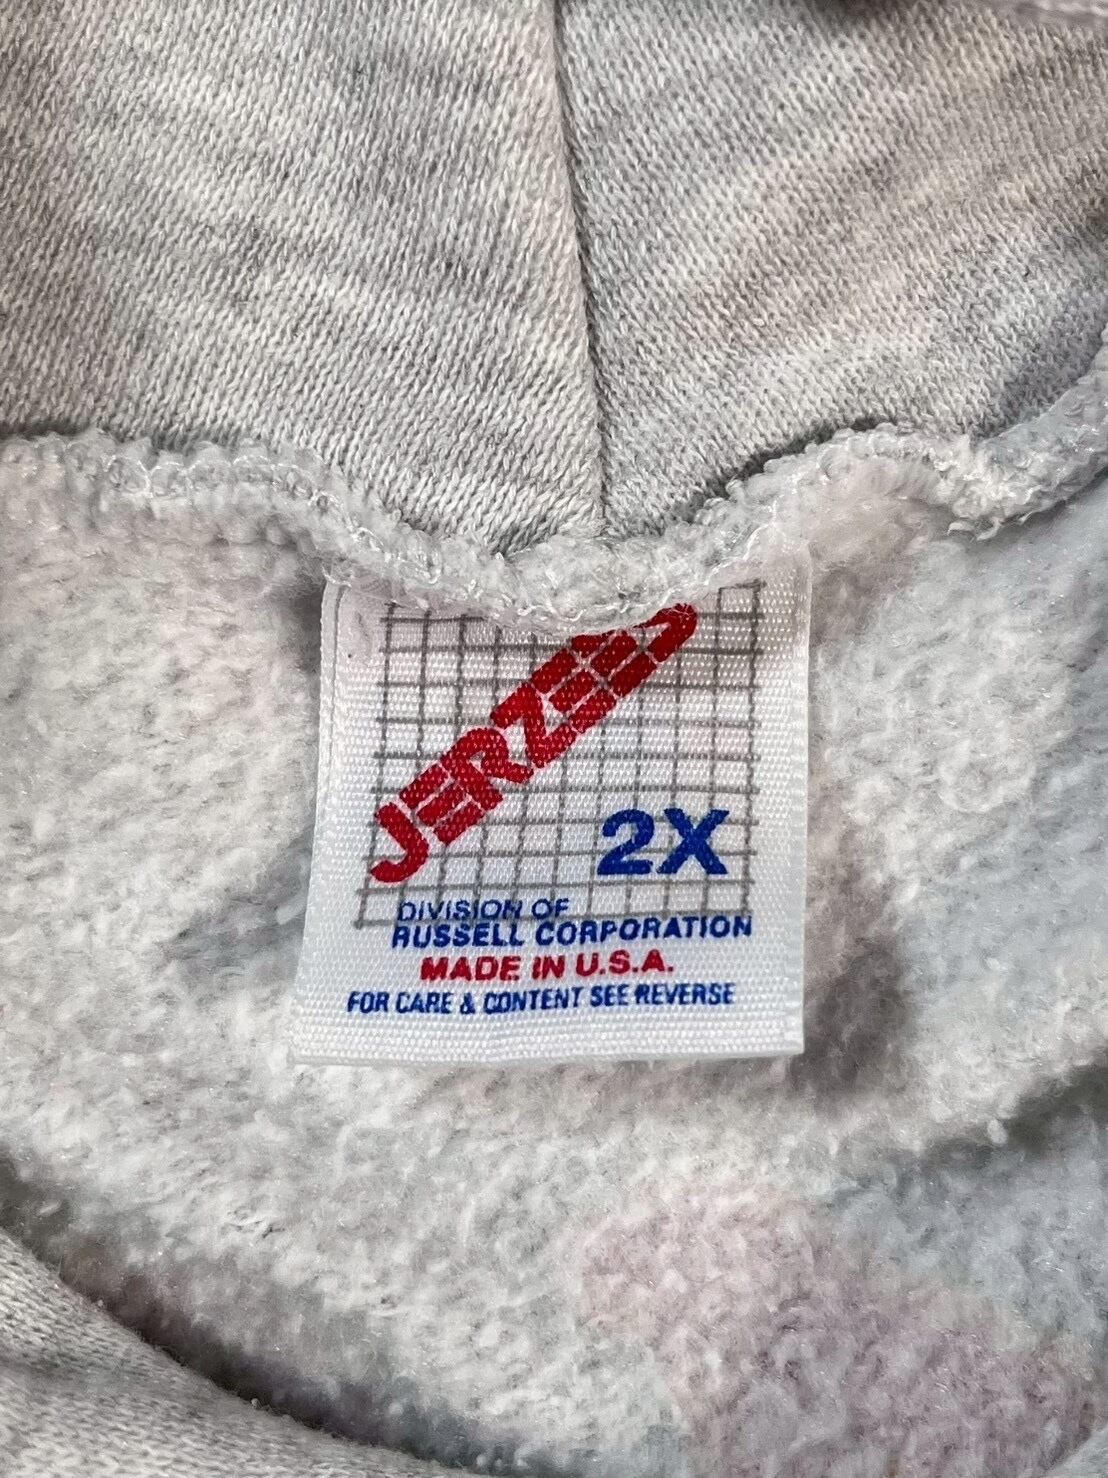 JERZEES
2X
DIVISION OF
RUSSELL CORPORATION
MADE IN U.S.A.
FOR CARE & CONTENT SEE REVERSE